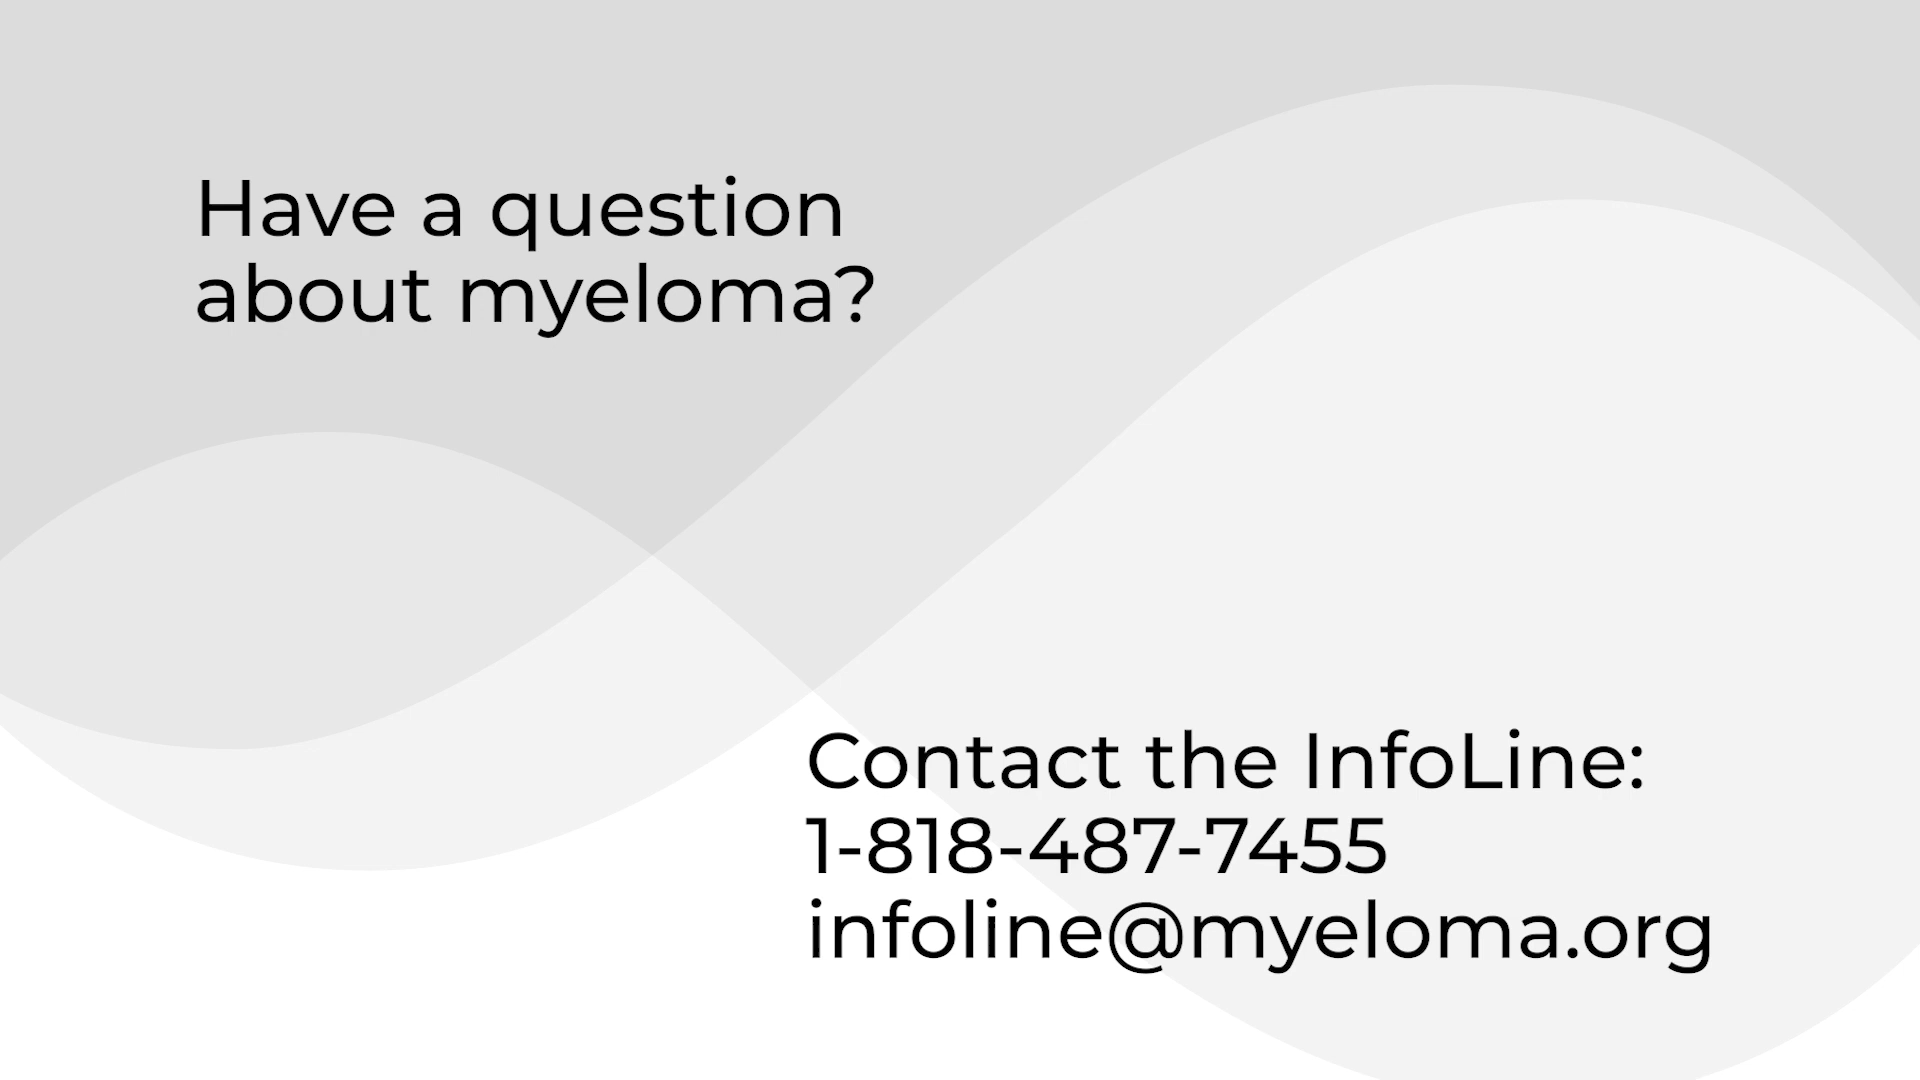 Have a question
about myeloma?
Contact the InfoLine:
1-818-487-7455
infoline@myeloma.org